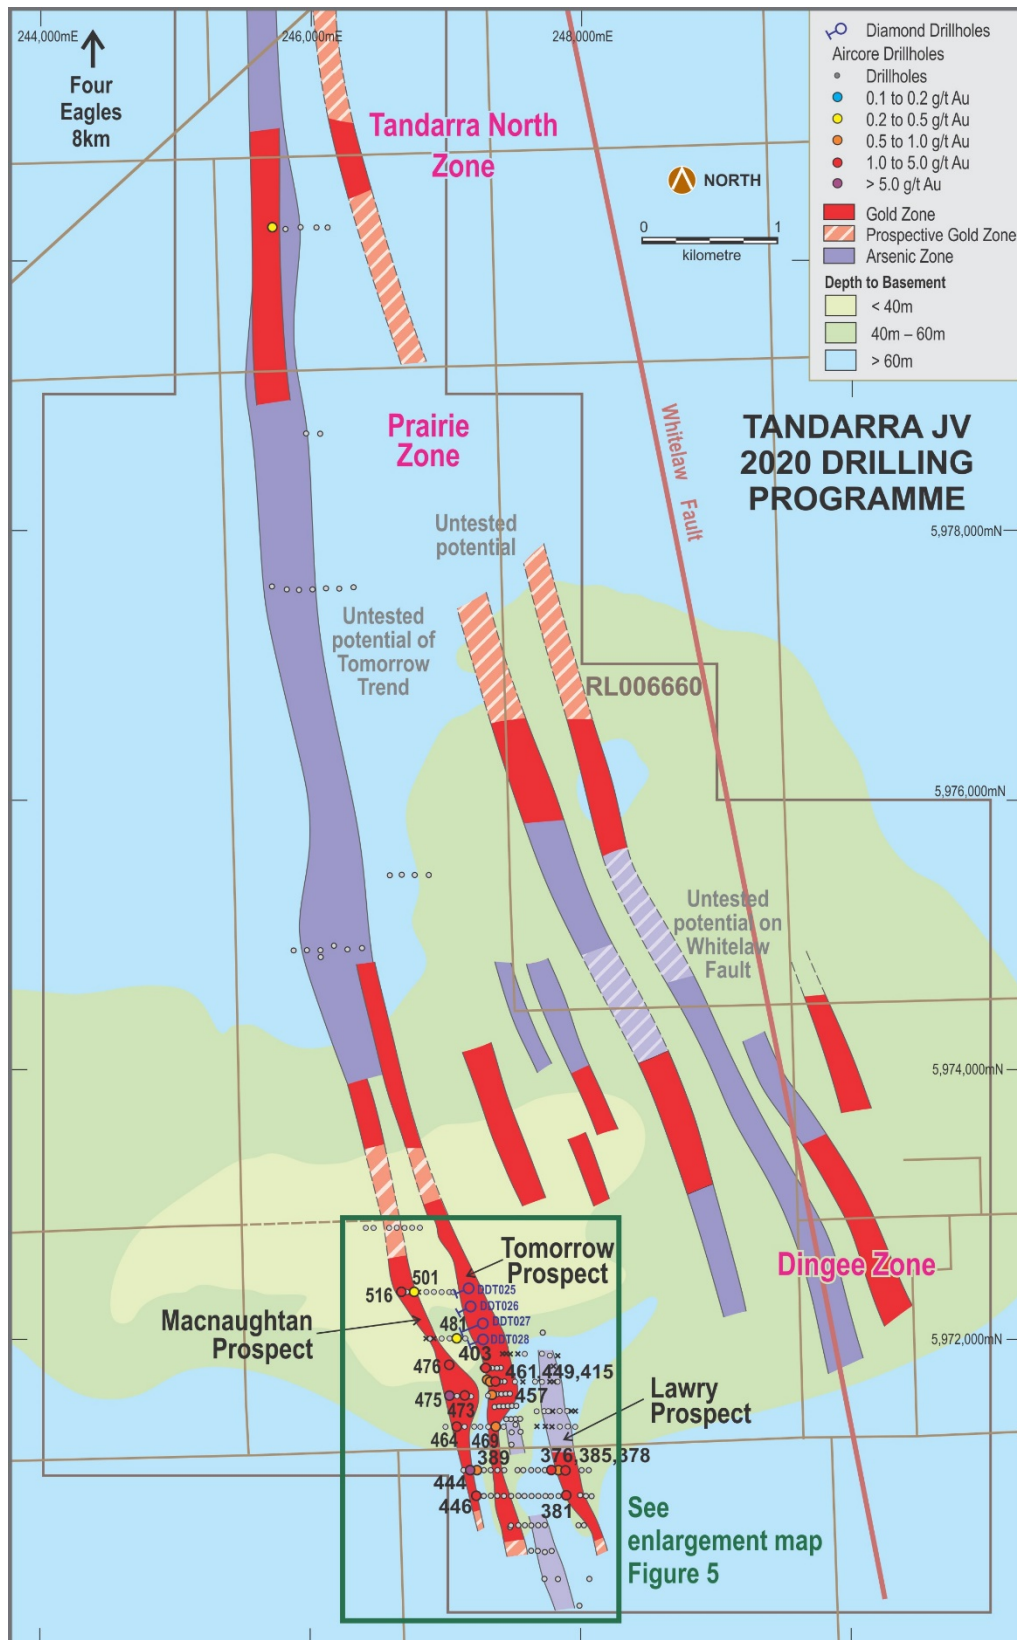 244,000mE
246,000mE
248,000mE
Four
Eagles
8km
Tandarra North
Zone
NORTH
0
1
kilometre
Diamond Drillholes
Aircore Drillholes
Drillholes
0.1 to 0.2 g/t Au
0.2 to 0.5 g/t Au
0.5 to 1.0 g/t Au
1.0 to 5.0 g/t Au
> 5.0 g/t Au
Gold Zone
Prospective Gold Zone
Arsenic Zone
Depth to Basement
< 40m
40m – 60m
> 60m
Prairie
Zone
Whitelaw Fault
TANDARRA JV
2020 DRILLING
PROGRAMME
Untested
potential
5,978,000mN
Untested
potential of
Tomorrow
Trend
RL006660
5,976,000mN
Untested
potential on
Whitelaw
Fault
5,974,000mN
Tomorrow
Prospect
Dingee Zone
501
516
DDT025
DDT026
Macnaughtan
Prospect
481
DDT027
DDT028
5,972,000mN
403
476
461,449,415
475
473
457
Lawry
Prospect
464
469
389
376,385,378
444
446
381
See
enlargement map
Figure 5